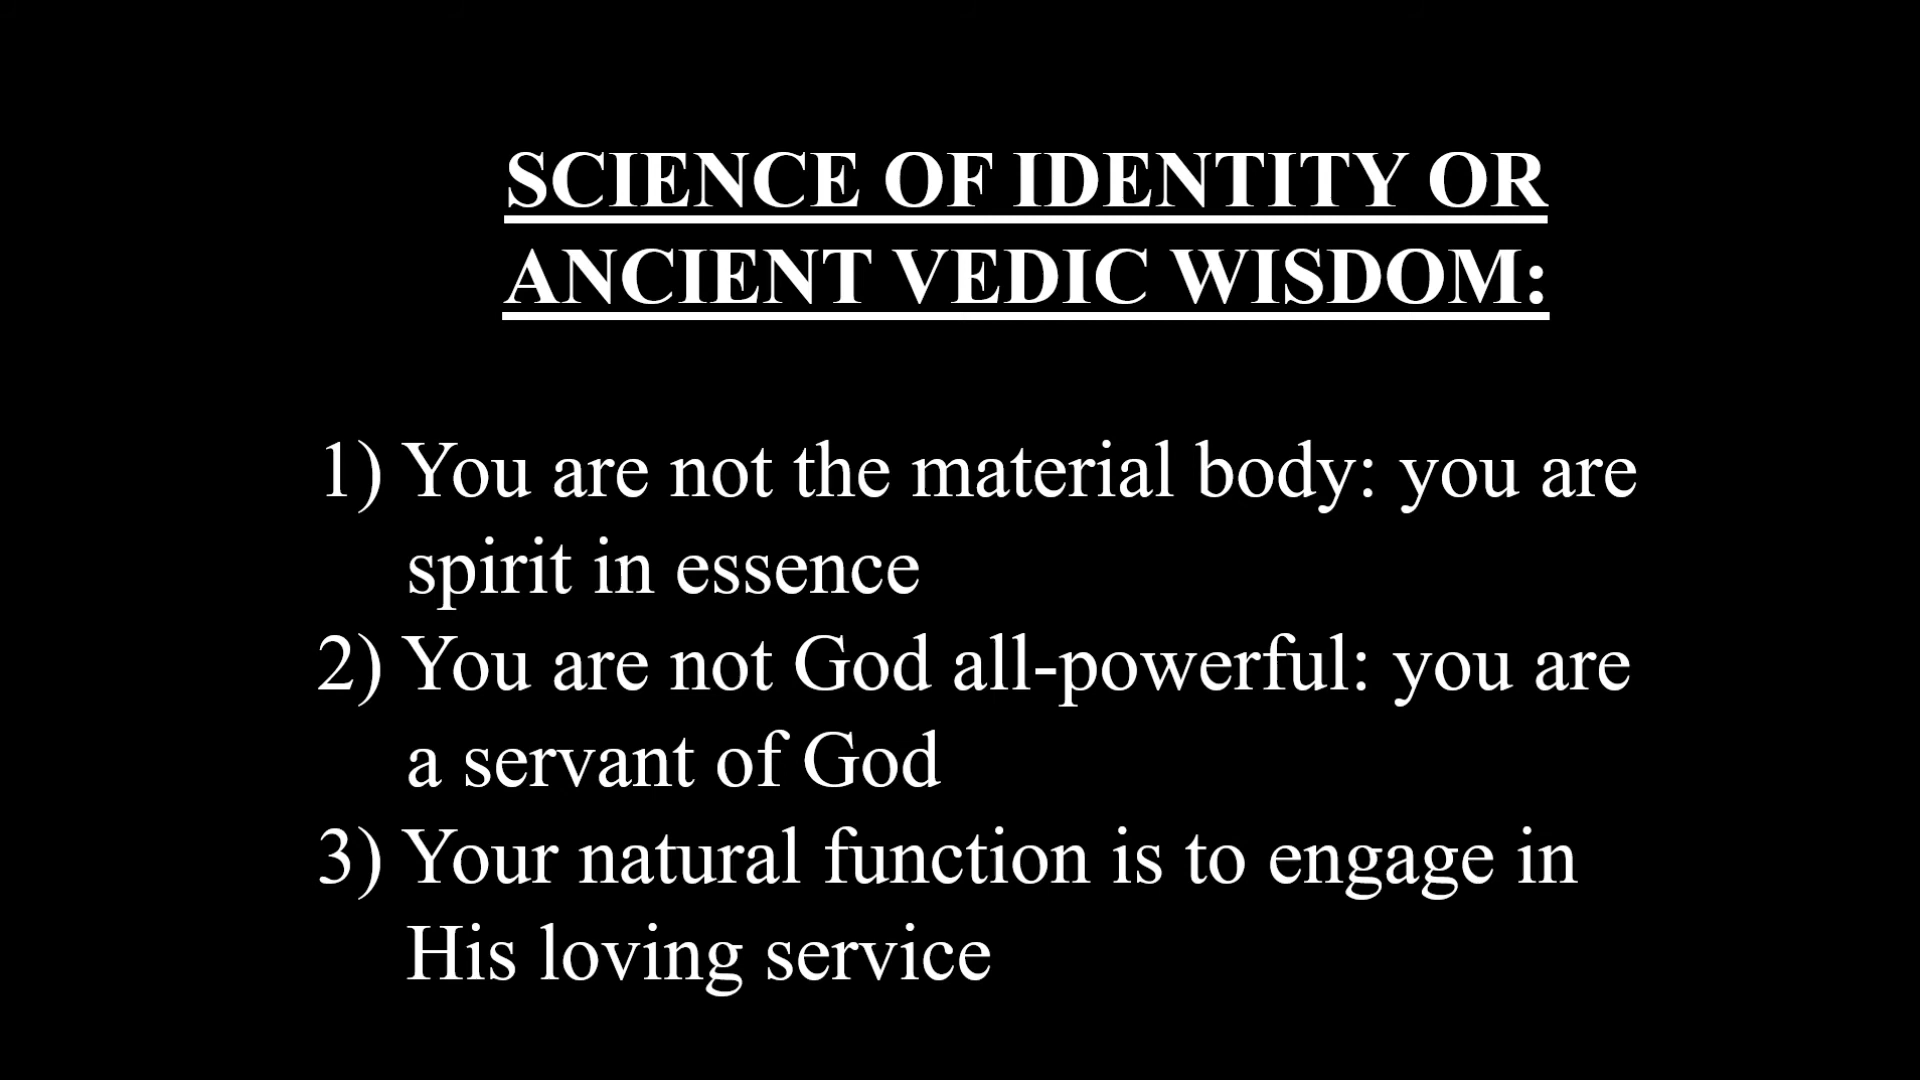 SCIENCE OF IDENTITY OR
ANCIENT VEDIC WISDOM:
1) You are not the material body: you are
spirit in essence
2) You are not God all-powerful: you are
a servant of God
3) Your natural function is to engage in
His loving service